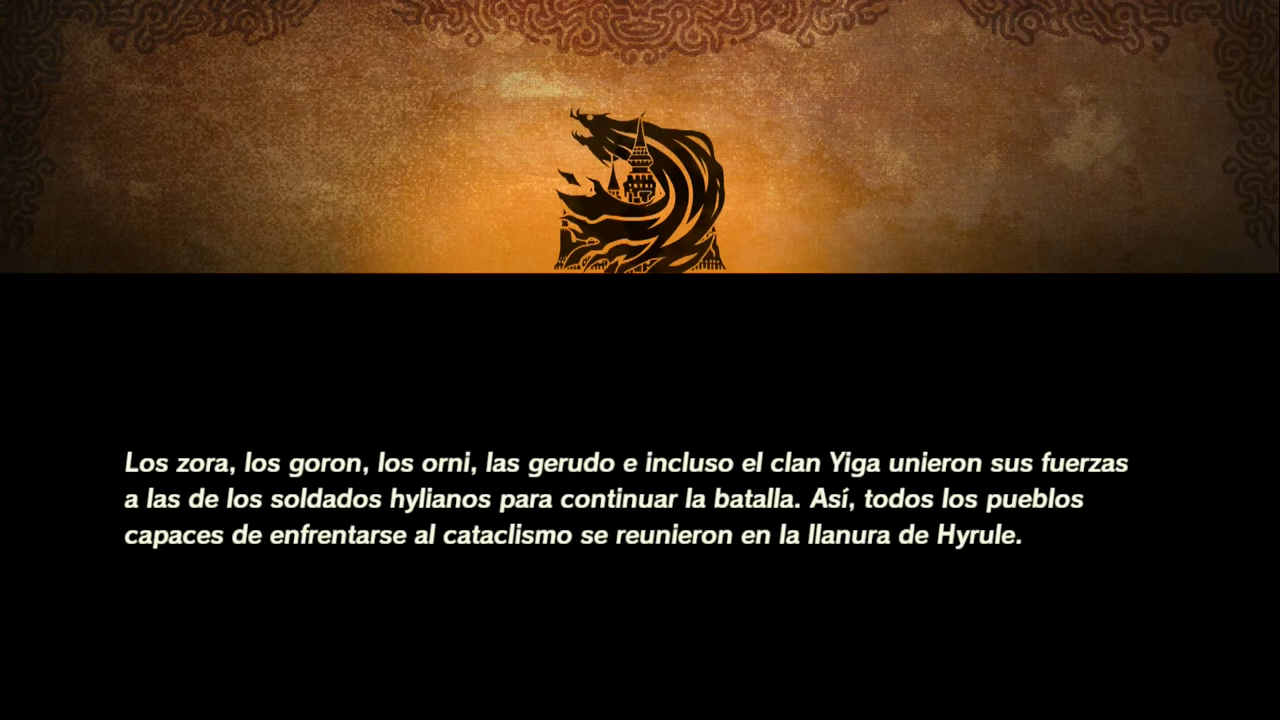 Los zora, los goron, los orni, las gerudo e incluso el clan Yiga unieron sus fuerzas
a las de los soldados hylianos para continuar la batalla. Así, todos los pueblos
capaces de enfrentarse al cataclismo se reunieron en la llanura de Hyrule.